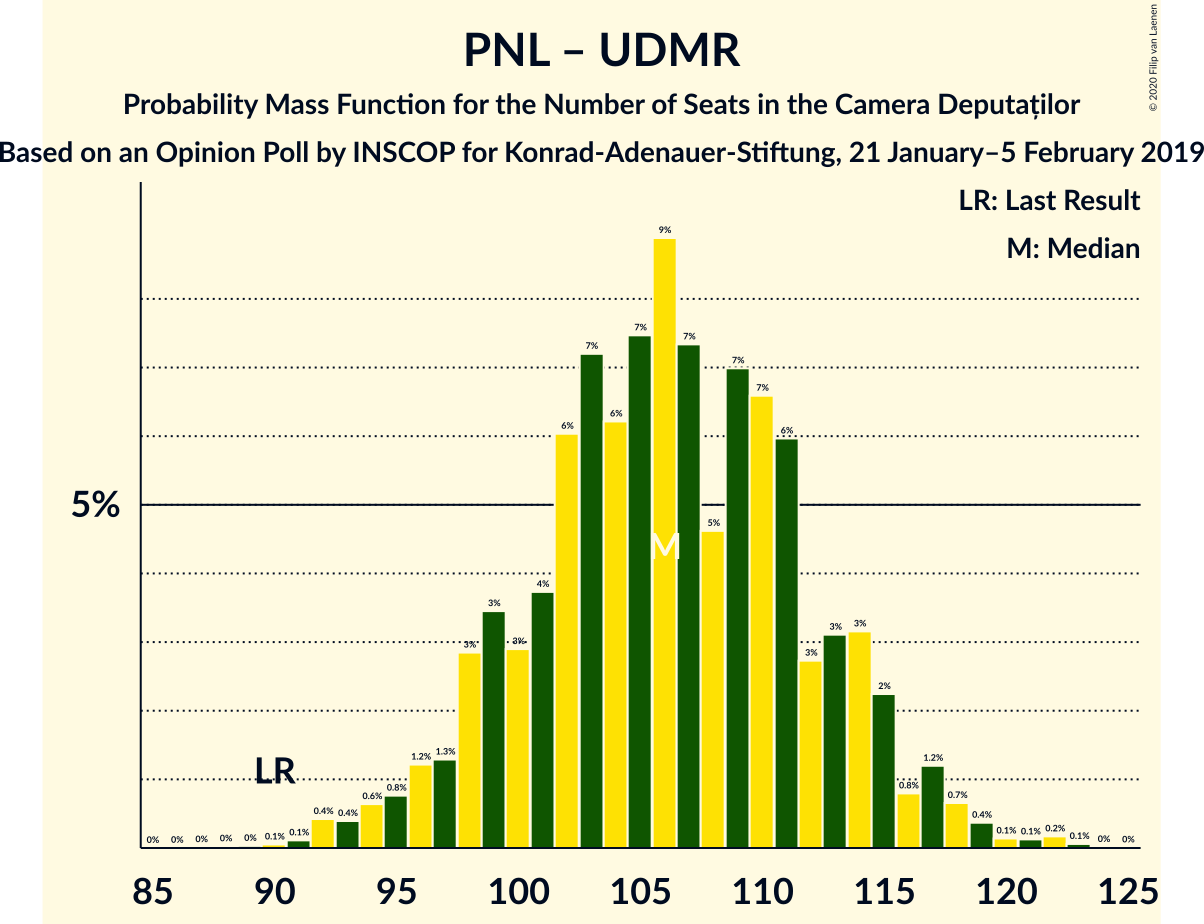 PNL – UDMR
Probability Mass Function for the Number of Seats in the Camera Deputaților
Based on an Opinion Poll by INSCOP for Konrad-Adenauer-Stiftung, 21 January–5 February 2019
© 2020 Filip van Laenen
LR: Last Result
M: Median
5%
LR
M
0% 0% 0% 0% 0% 0.1% 0.1% 0.4% 0.4% 0.6% 0.8% 1.2% 1.3% 3% 3% 3% 4% 6% 7% 6% 7% 9% 7% 5% 7% 7% 6% 3% 3% 3% 2% 0.8% 1.2% 0.7% 0.4% 0.1% 0.1% 0.2% 0.1% 0% 0%
85 90 95 100 105 110 115 120 125